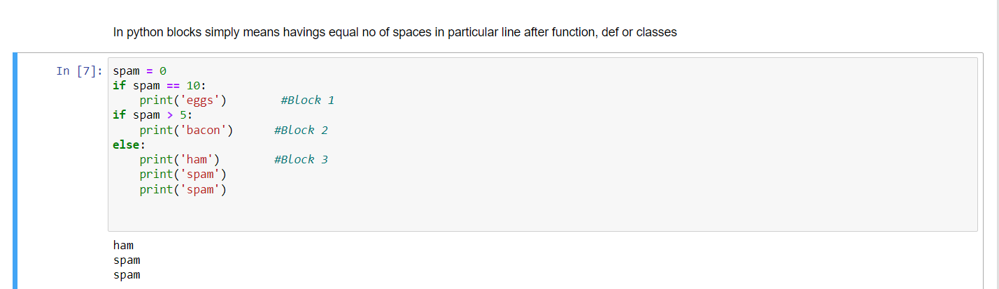 In python blocks simply means havings equal no of spaces in particular line after function, def or classes
In [7]: spam = 0
if spam == 10:
    print('eggs')        #Block 1
if spam > 5:
    print('bacon')      #Block 2
else:
    print('ham')        #Block 3
    print('spam')
    print('spam')
ham
spam
spam